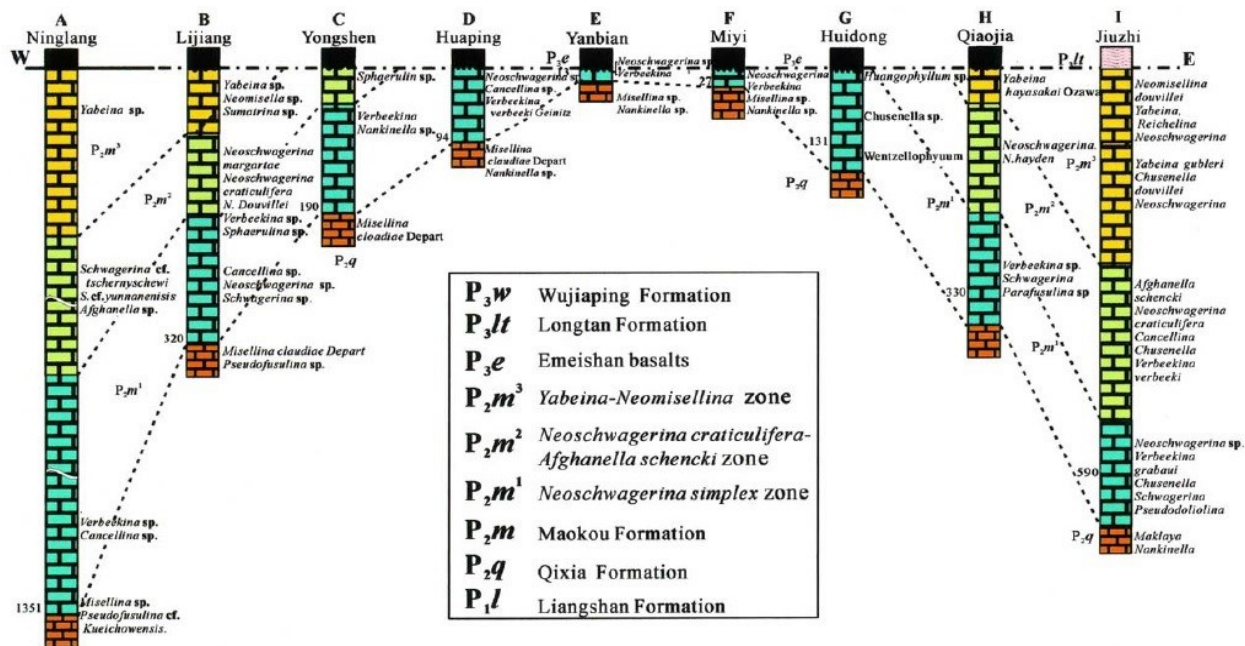 A
Ninglang
B
Lijiang
C
Yongshen
D
Huaping
E
Yanbian
F
Miyi
G
Huidong
H
Qiaojia
I
Jiuzhi
W
E
P₃e
P₃e
P₃lt
Yabeina sp.
P₂m³
Schwagerina cf.
tschernyschewi
S.cf.yunnanenisis
Afghanella sp.
P₂m¹
Verbeekina sp.
Cancellina sp.
1351
Misellina sp.
Pseudofusulina cf.
Kueichowensis.
Yabeina sp.
Neomisella sp.
Sumairina sp.
P₂m²
Neoschwagerina
margartae
Neoschwagerina
craticulifera
N. Douvillei
Verbeekina sp.
Sphaerulina sp.
Cancellina sp.
Neoschwagerina sp.
Schwagerina sp.
320
Misellina claudiae Depart
Pseudofusulina sp.
Sphaerulin sp.
Verbeekina
Nankinella sp.
190
Misellina
cloadiae Depart
P₂q
Neoschwagerina sp.
Cancellina sp.
Verbeekina
verbeeki Geinitz
94
Misellina
claudiae Depart
Nankinella sp.
Neoschwagerina sp
Verbeekina
13
Misellina sp.
Nankinella sp.
27
Neoschwagerina
Verbeekina
Misellina sp.
Nankinella sp.
Huangophyllum sp.
Chusenella sp.
131
Wentzellophyuum
P₂q
Yabeina
hayasakai Ozawa
Neoschwagerina.
N.hayden
P₂m¹
P₂m²
Verbeekina sp.
Schwagerina
Parafusulina sp
330
P₂m¹
Neomisellina
douvillei
Yabeina,
Reichelina
Neoschwagerina
P₂m³
Yabeina gubleri
Chusenella
douvillei
Neoschwagerina
Afghanella
schencki
Neoschwagerina
craticulifera
Cancellina
Chusenella
Verbeekina
verbeeki
Neoschwagerina sp.
Verbeekina
grabaui
Chusenella
Schwagerina
Pseudodoliolina
590
P₂q
Maklaya
Nankinella
P₃w Wujiaping Formation
P₃lt Longtan Formation
P₃e Emeishan basalts
P₂m³ Yabeina-Neomisellina zone
P₂m² Neoschwagerina craticulifera-
Afghanella schencki zone
P₂m¹ Neoschwagerina simplex zone
P₂m Maokou Formation
P₂q Qixia Formation
P₁l Liangshan Formation